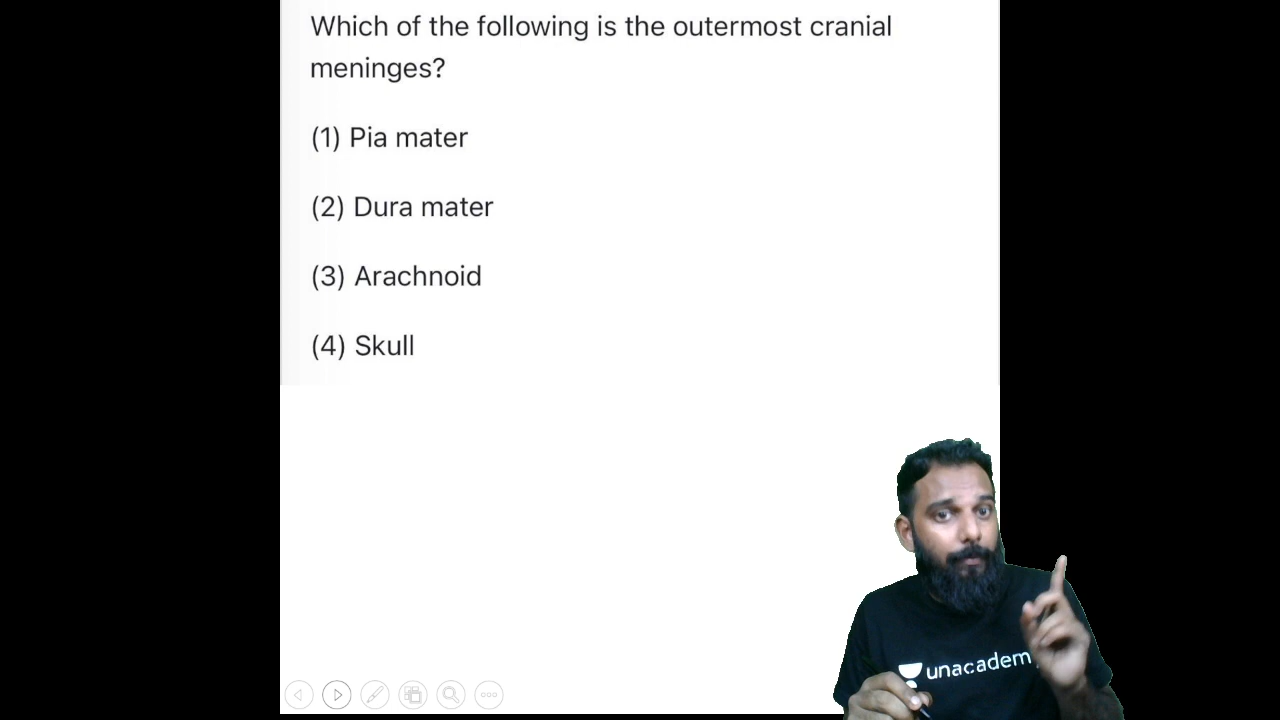 Which of the following is the outermost cranial
meninges?
(1) Pia mater
(2) Dura mater
(3) Arachnoid
(4) Skull
unacadem